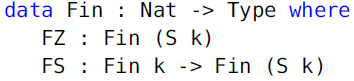 data Fin : Nat -> Type where
   FZ : Fin (S k)
   FS : Fin k -> Fin (S k)